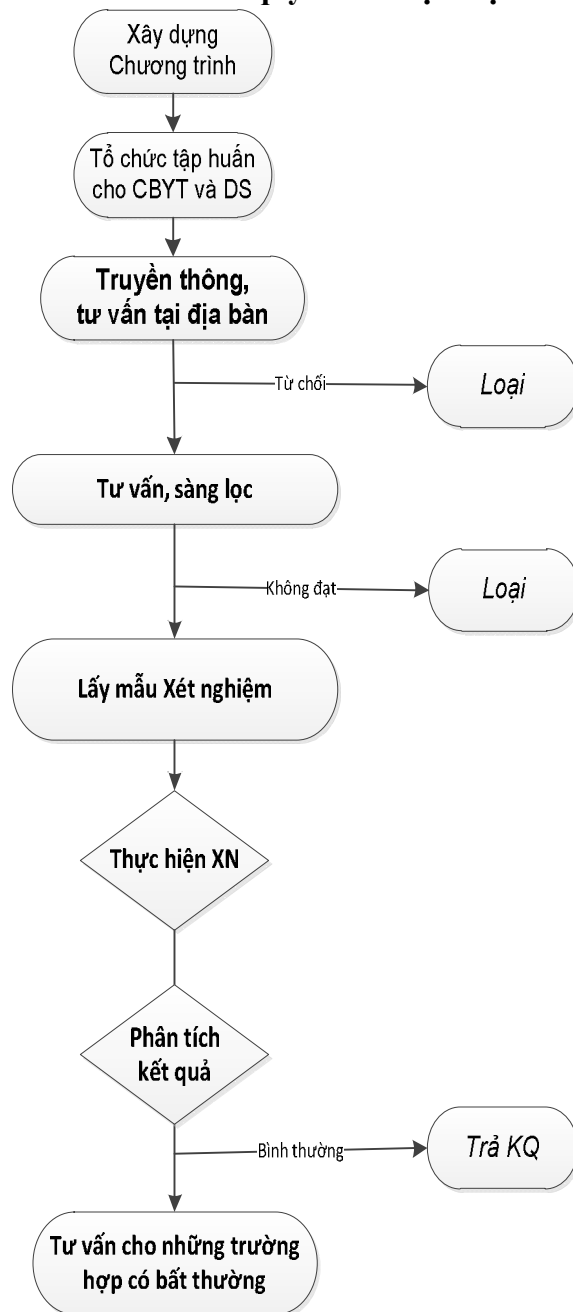 Xây dựng
Chương trình
Tổ chức tập huấn
cho CBYT và DS
Truyền thông,
tư vấn tại địa bàn
Từ chối
Loại
Tư vấn, sàng lọc
Không đạt
Loại
Lấy mẫu Xét nghiệm
Thực hiện XN
Phân tích
kết quả
Bình thường
Trả KQ
Tư vấn cho những trường
hợp có bất thường